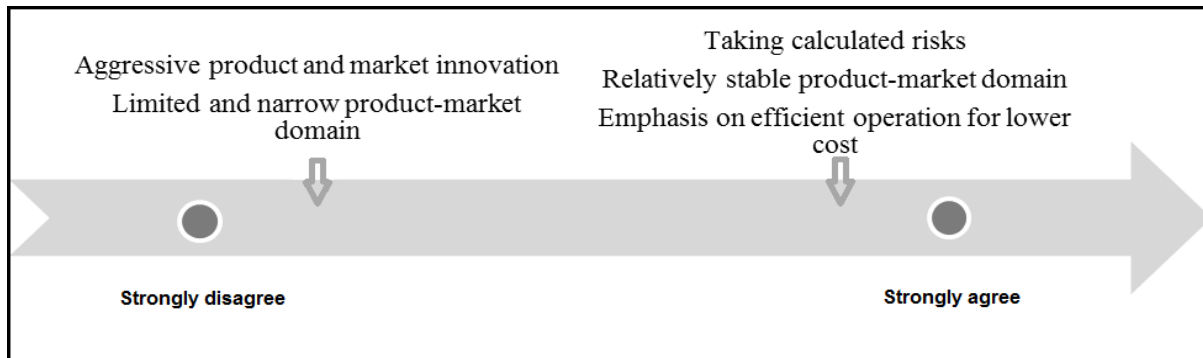 Aggressive product and market innovation
Limited and narrow product-market
domain
Taking calculated risks
Relatively stable product-market domain
Emphasis on efficient operation for lower
cost
Strongly disagree
Strongly agree